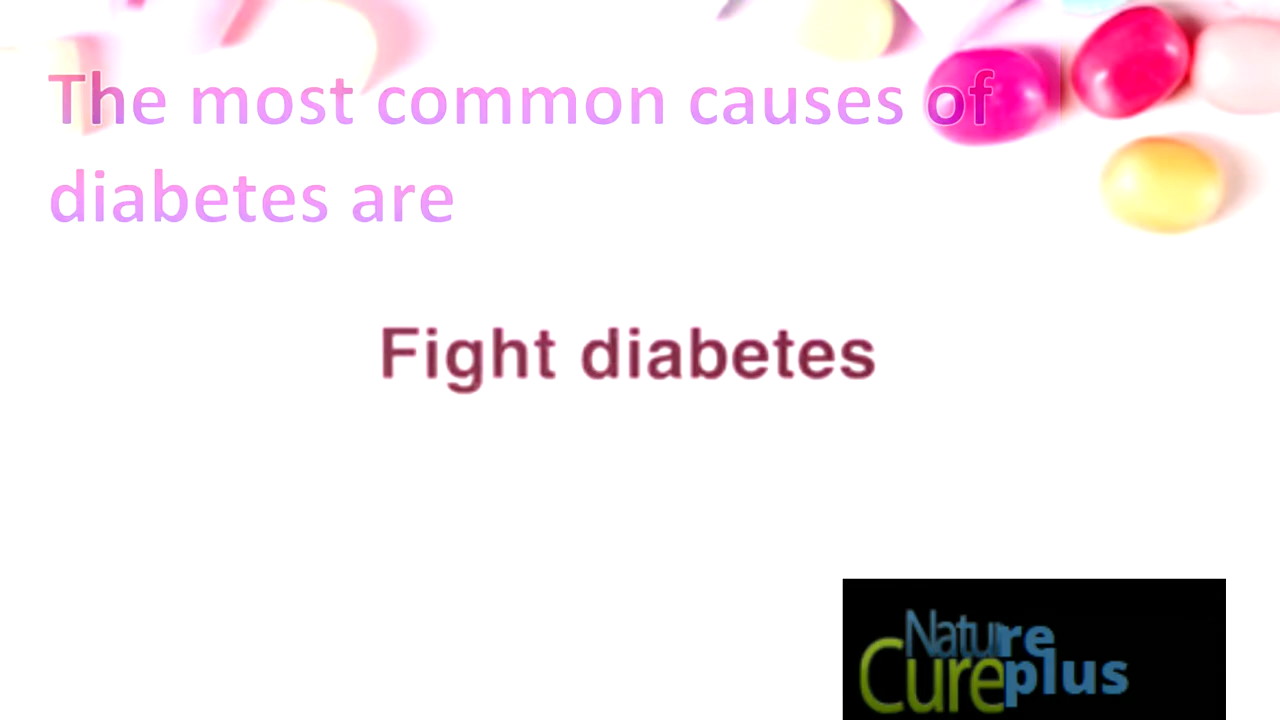 The most common causes of
diabetes are
Fight diabetes
Nature
Cureplus